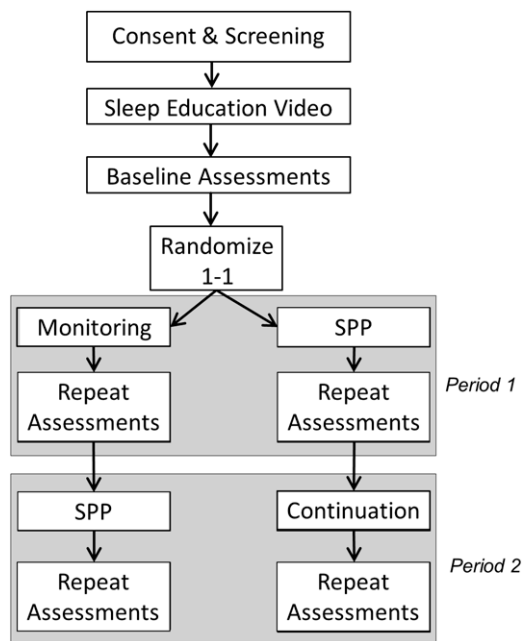 Consent & Screening
Sleep Education Video
Baseline Assessments
Randomize
1-1
Monitoring
SPP
Repeat
Assessments
Repeat
Assessments
Period 1
SPP
Continuation
Repeat
Assessments
Repeat
Assessments
Period 2